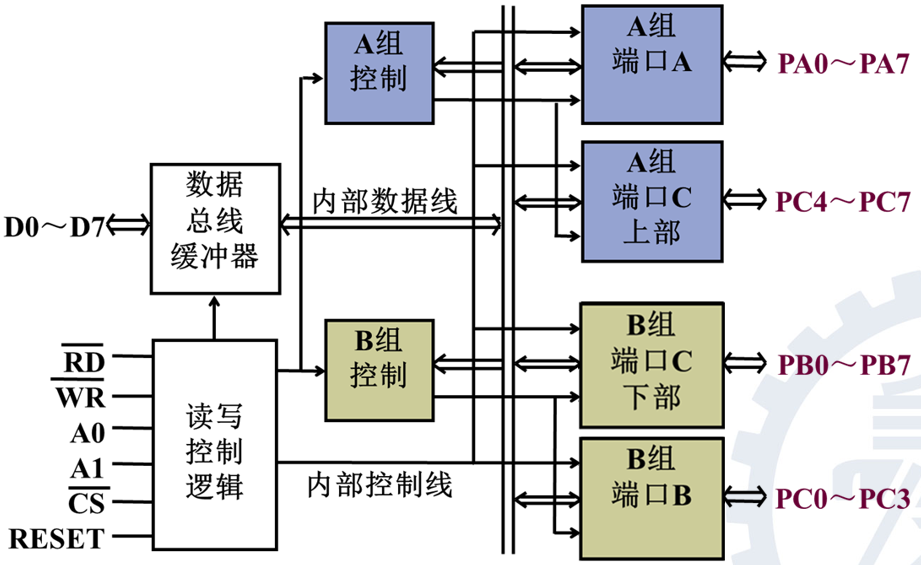 A组
控制
A组
端口A
PA0～PA7
A组
端口C
上部
PC4～PC7
数据
总线
缓冲器
D0～D7
内部数据线
B组
控制
B组
端口C
下部
PB0～PB7
RD
WR
A0
A1
CS
RESET
读写
控制
逻辑
内部控制线
B组
端口B
PC0～PC3